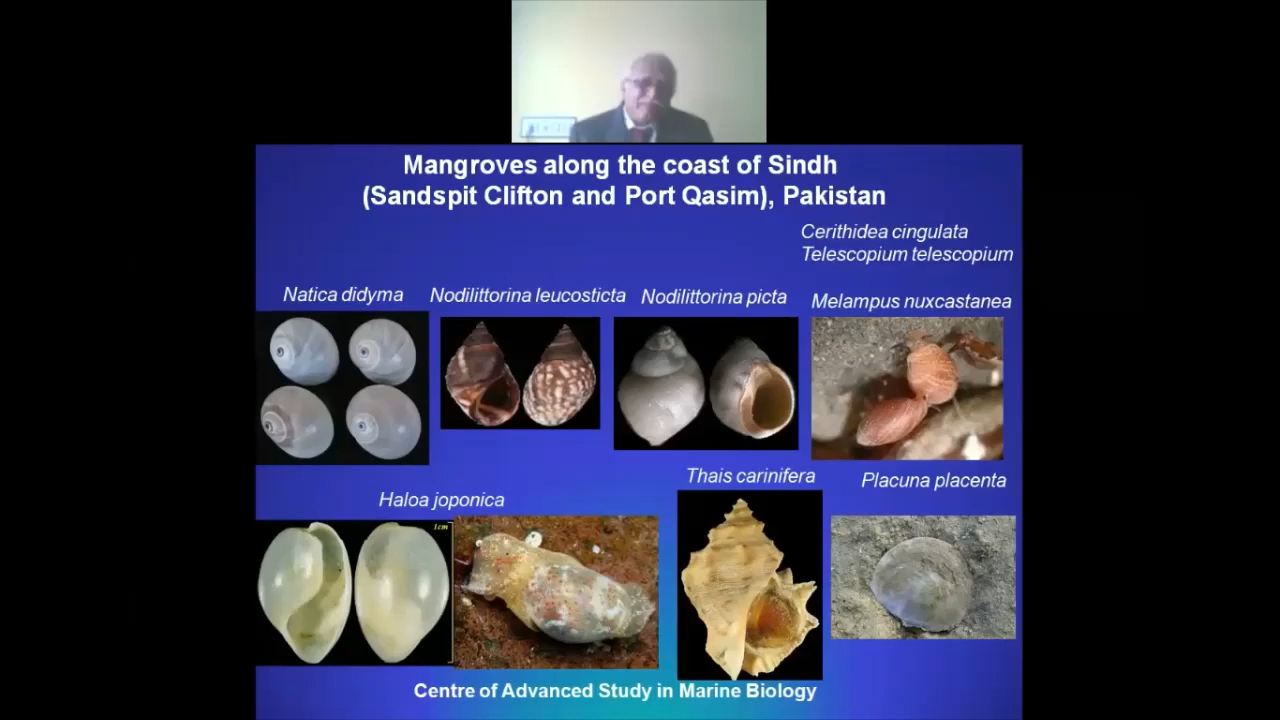 Mangroves along the coast of Sindh
(Sandspit Clifton and Port Qasim), Pakistan
Cerithidea cingulata
Telescopium telescopium
Natica didyma
Nodilittorina leucosticta
Nodilittorina picta
Melampus nuxcastanea
Haloa joponica
Thais carinifera
Placuna placenta
1cm
Centre of Advanced Study in Marine Biology